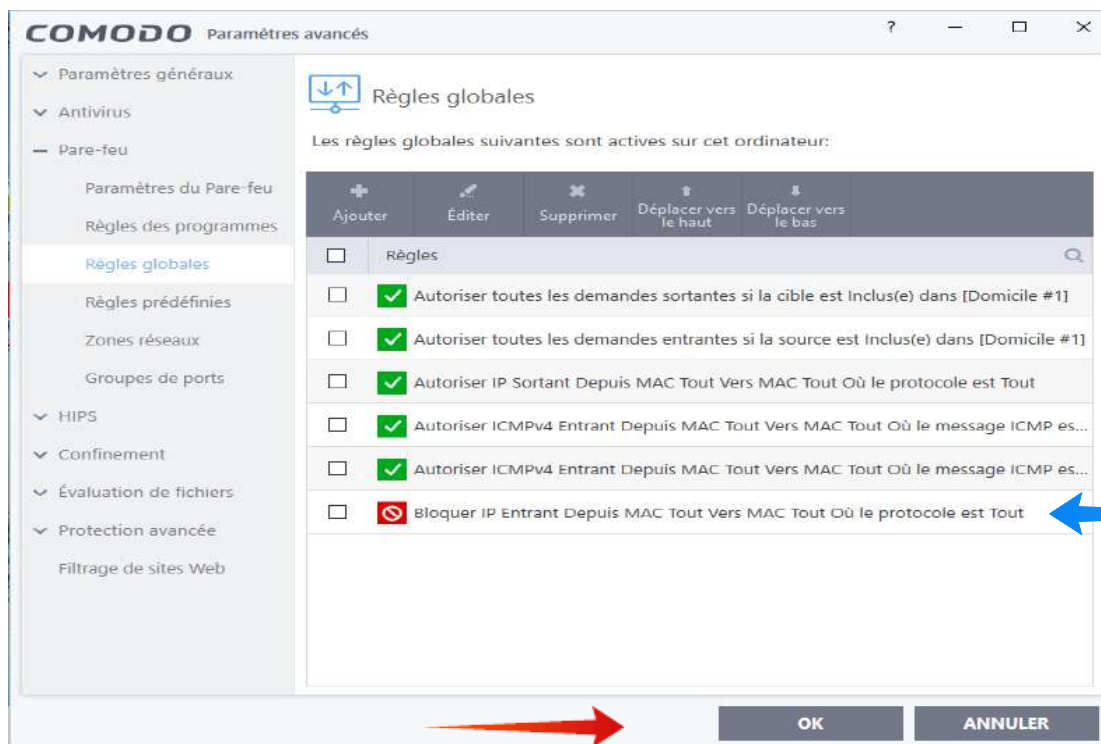 COMODO Paramètres avancés
?
Paramètres généraux
Antivirus
Pare-feu
Paramètres du Pare-feu
Règles des programmes
Règles globales
Règles prédéfinies
Zones réseaux
Groupes de ports
HIPS
Confinement
Évaluation de fichiers
Protection avancée
Filtrage de sites Web
Règles globales
Les règles globales suivantes sont actives sur cet ordinateur:
Ajouter
Éditer
Supprimer
Déplacer vers
le haut
Déplacer vers
le bas
Règles
Autoriser toutes les demandes sortantes si la cible est Inclus(e) dans [Domicile #1]
Autoriser toutes les demandes entrantes si la source est Inclus(e) dans [Domicile #1]
Autoriser IP Sortant Depuis MAC Tout Vers MAC Tout Où le protocole est Tout
Autoriser ICMPv4 Entrant Depuis MAC Tout Vers MAC Tout Où le message ICMP es...
Autoriser ICMPv4 Entrant Depuis MAC Tout Vers MAC Tout Où le message ICMP es...
Bloquer IP Entrant Depuis MAC Tout Vers MAC Tout Où le protocole est Tout
OK
ANNULER